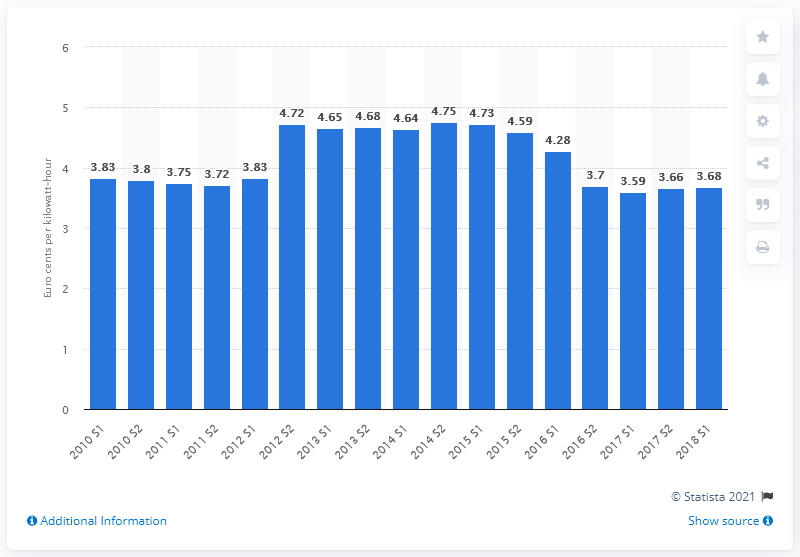 6
5
4
3
2
1
0
Euro cents per kilowatt-hour
3.83
3.8
3.75
3.72
3.83
4.72
4.65
4.68
4.64
4.75
4.73
4.59
4.28
3.7
3.59
3.66
3.68
2010 S1
2010 S2
2011 S1
2011 S2
2012 S1
2012 S2
2013 S1
2013 S2
2014 S1
2014 S2
2015 S1
2015 S2
2016 S1
2016 S2
2017 S1
2017 S2
2018 S1
© Statista 2021
Additional Information
Show source